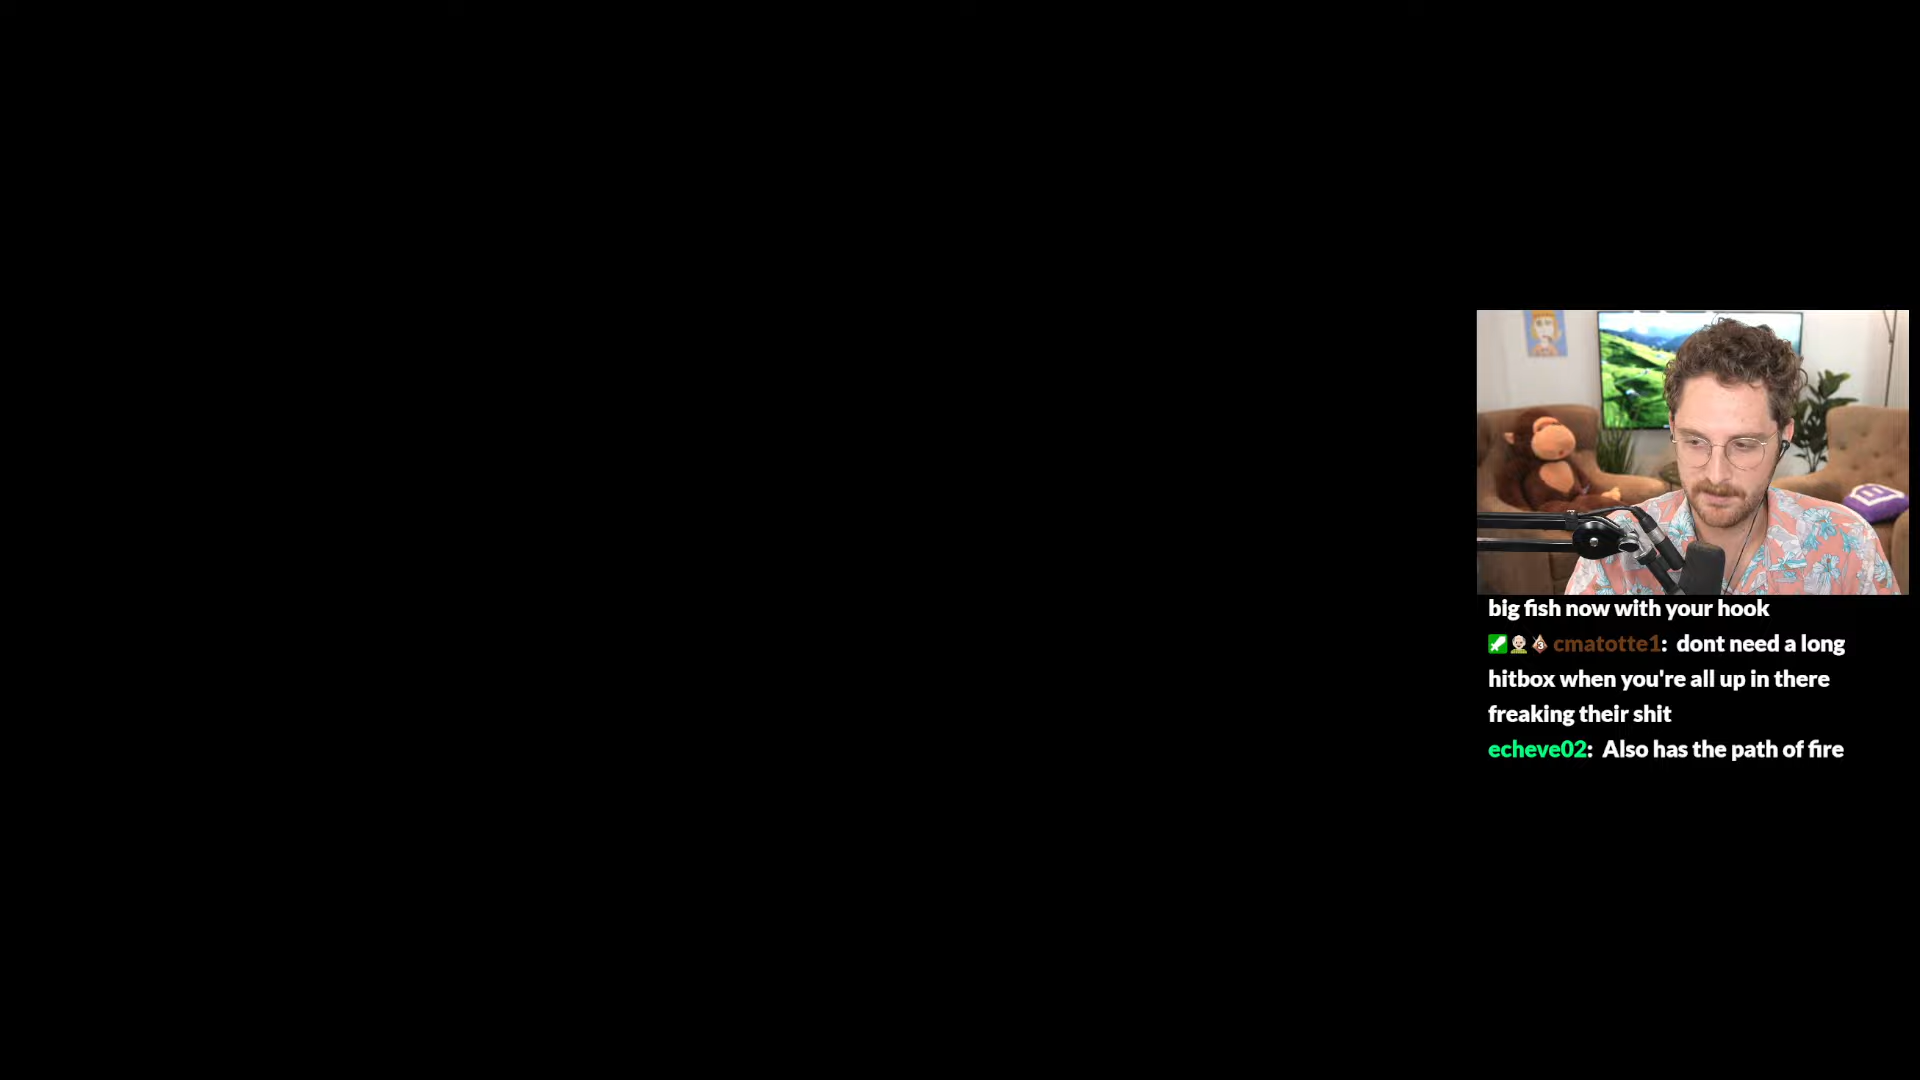 big fish now with your hook
cmatotte1: dont need a long
hitbox when you're all up in there
freaking their shit
echeve02: Also has the path of fire